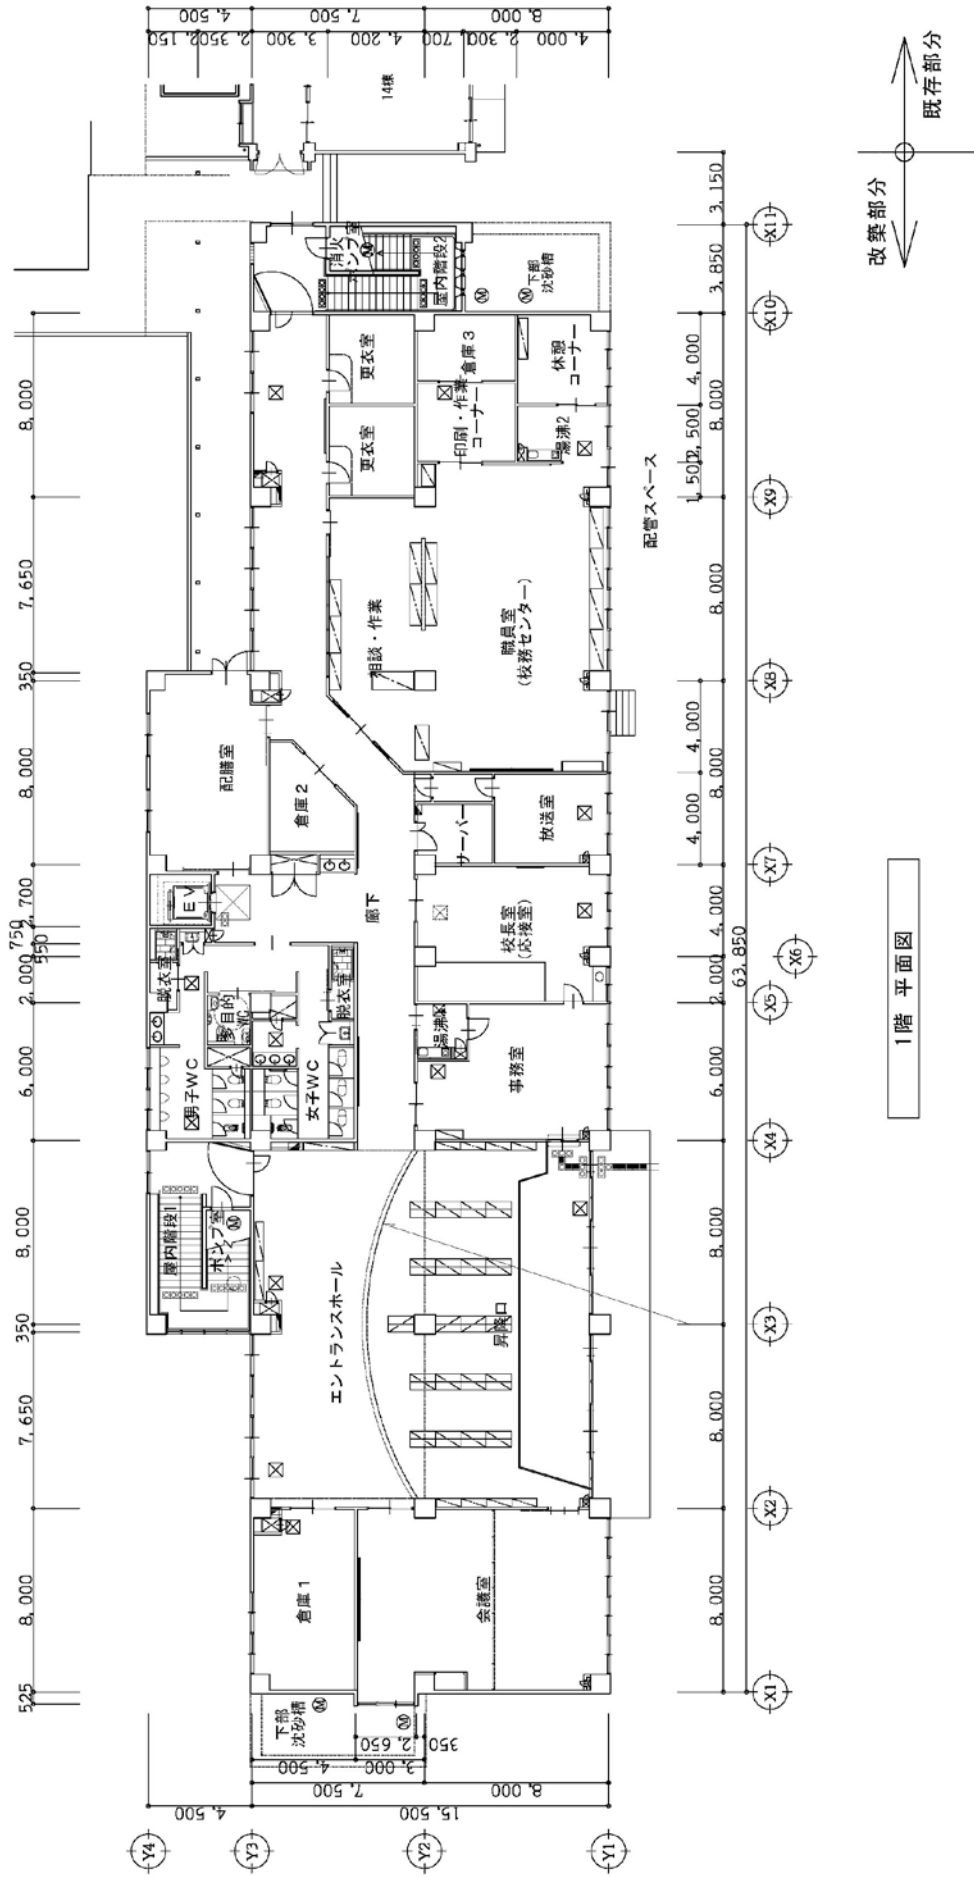 1階 平面図
改築部分
既存部分
14棟
消火
ポンプ室
屋内階段2
下部
沈砂槽
更衣室
更衣室
倉庫3
休憩
コーナー
印刷・作業
コーナー
湯沸2
配管スペース
相談・作業
職員室
(校務センター)
配膳室
倉庫2
サーバー
放送室
EV
廊下
校長室
(応接室)
脱衣室
多目的
WC
脱衣室
男子WC
女子WC
事務室
屋内階段1
ポンプ室
エントランスホール
昇降口
倉庫1
会議室
下部
沈砂槽
525
8,000
7,650
350
8,000
6,000
2,000
550
750
2,700
8,000
350
7,650
8,000
8,000
8,000
8,000
6,000
2,000
4,000
4,000
8,000
4,000
8,000
1,500
2,500
8,000
4,000
3,850
3,150
63,850
4,500
7,500
8,000
2,150
2,350
3,300
4,200
700
2,300
4,000
4,500
7,500
8,000
15,500
4,500
3,000
2,650
350
X1
X2
X3
X4
X5
X6
X7
X8
X9
X10
X11
Y4
Y3
Y2
Y1
M
M
M
M
M
M